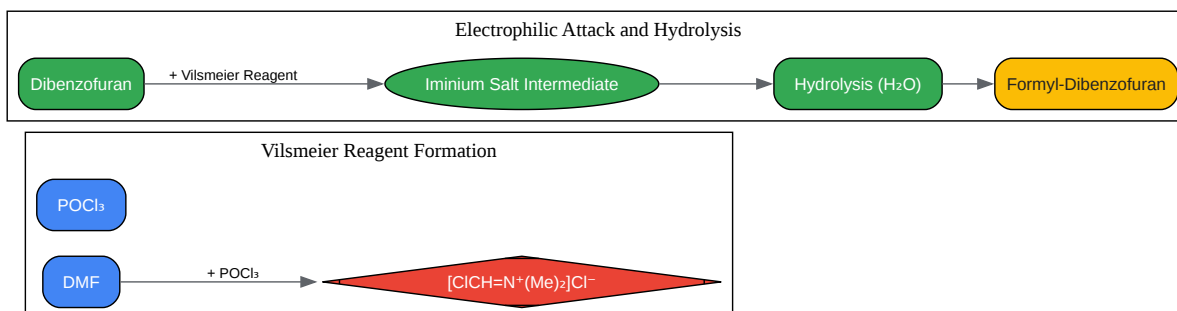 Electrophilic Attack and Hydrolysis
Dibenzofuran
+ Vilsmeier Reagent
Iminium Salt Intermediate
Hydrolysis (H₂O)
Formyl-Dibenzofuran
Vilsmeier Reagent Formation
POCl₃
DMF
+ POCl₃
[ClCH=N⁺(Me)₂]Cl⁻